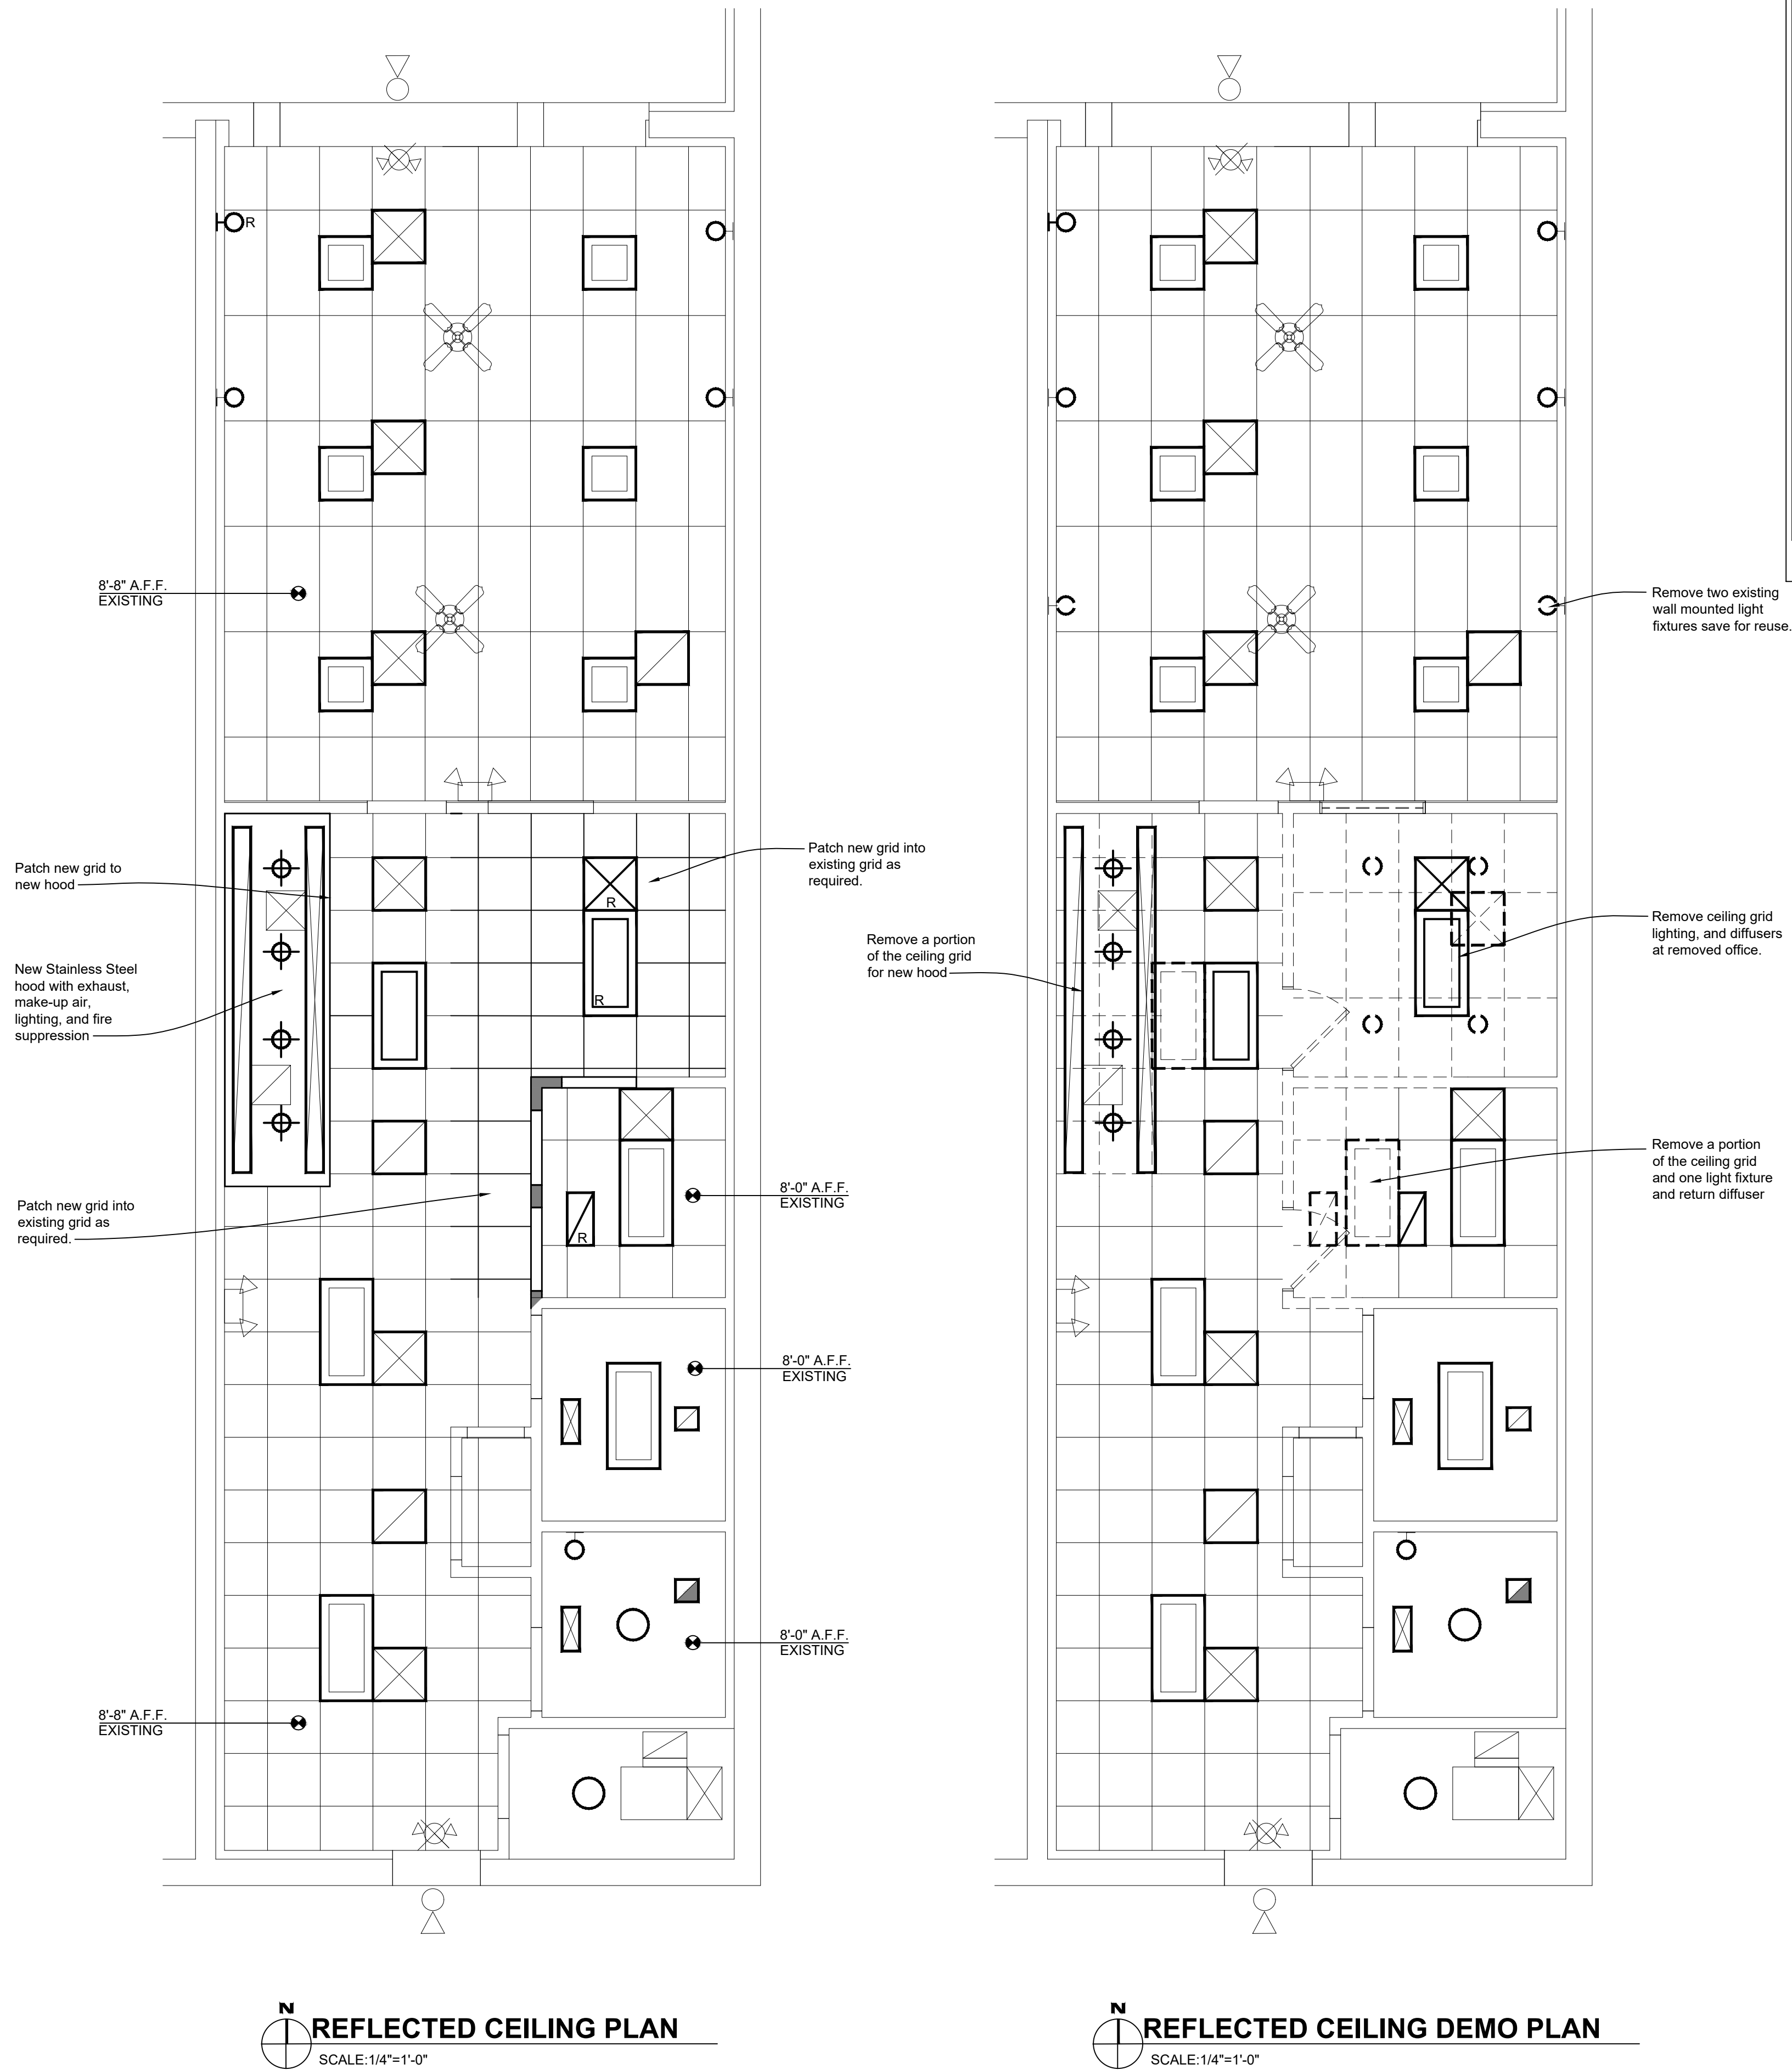 R
8'-8" A.F.F.
EXISTING
Patch new grid to
new hood
Patch new grid into
existing grid as
required.
R
R
New Stainless Steel
hood with exhaust,
make-up air,
lighting, and fire
suppression
Patch new grid into
existing grid as
required.
8'-0" A.F.F.
EXISTING
R
8'-0" A.F.F.
EXISTING
8'-0" A.F.F.
EXISTING
8'-8" A.F.F.
EXISTING
N
REFLECTED CEILING PLAN
SCALE:1/4"=1'-0"
Remove two existing
wall mounted light
fixtures save for reuse.
Remove a portion
of the ceiling grid
for new hood
Remove ceiling grid
lighting, and diffusers
at removed office.
Remove a portion
of the ceiling grid
and one light fixture
and return diffuser
N
REFLECTED CEILING DEMO PLAN
SCALE:1/4"=1'-0"